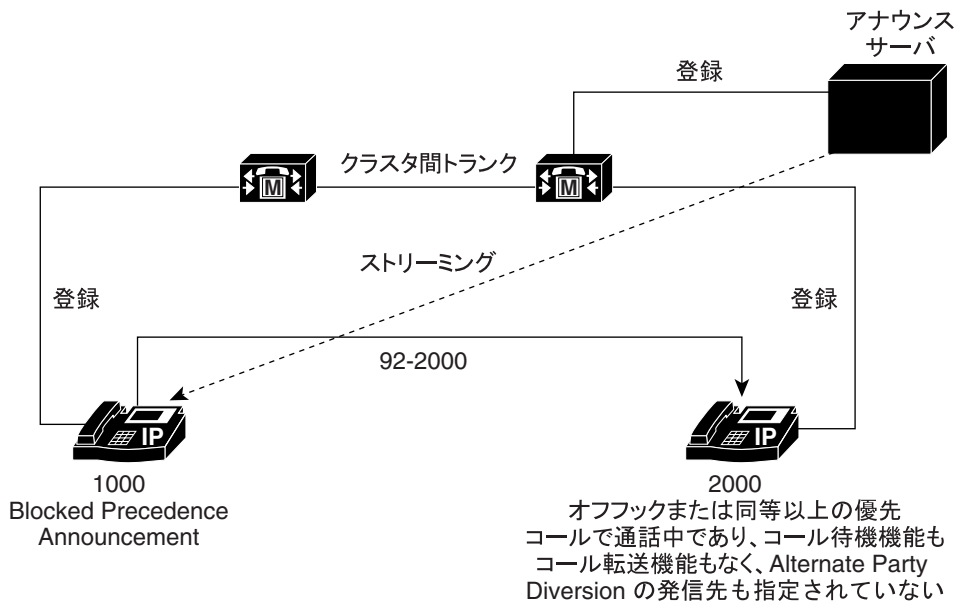 アナウンス
サーバ
登録
クラスタ間トランク
M
M
ストリーミング
登録
登録
92-2000
IP
IP
1000
Blocked Precedence
Announcement
2000
オフフックまたは同等以上の優先
コールで通話中であり、コール待機機能も
コール転送機能もなく、Alternate Party
Diversion の発信先も指定されていない